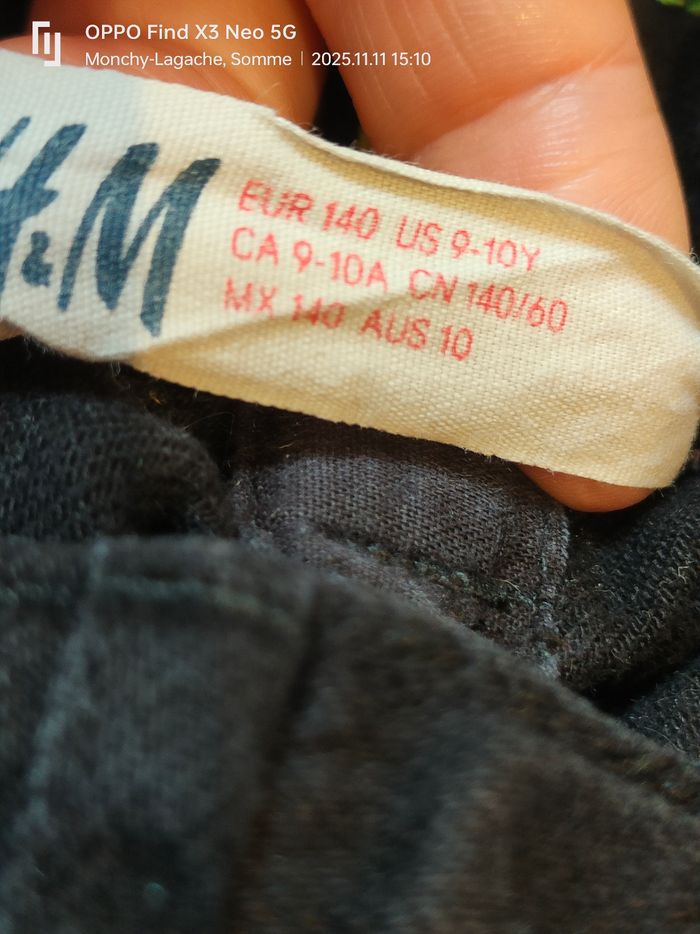 OPPO Find X3 Neo 5G
Monchy-Lagache, Somme | 2025.11.11 15:10
H&M
EUR 140 US 9-10Y
CA 9-10A CN 140/60
MX 140 AUS 10